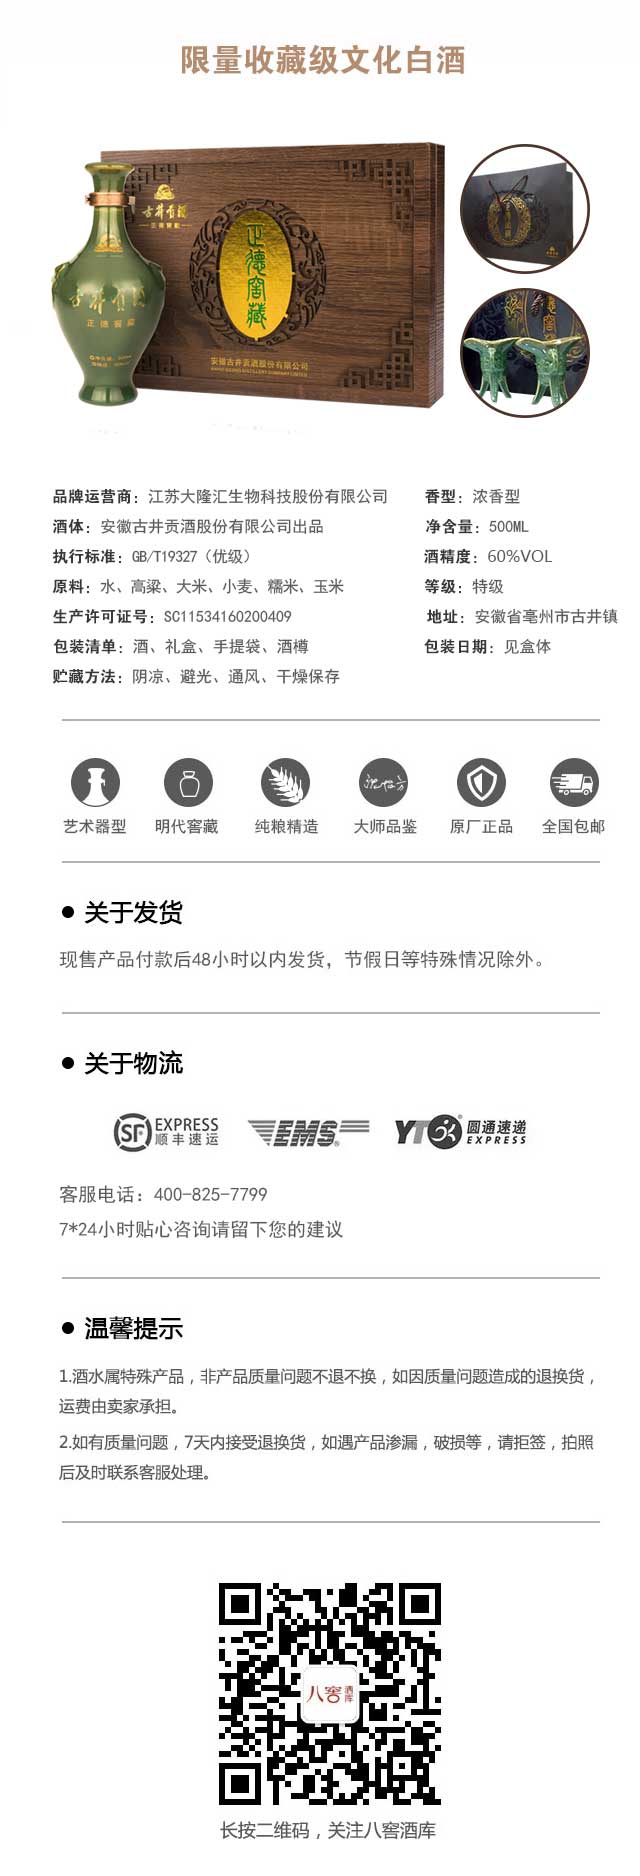 限量收藏级文化白酒
古井贡酒
正德窖藏
古井贡酒
正德窖藏
正德窖藏
安徽古井贡酒股份有限公司
品牌运营商：江苏大隆汇生物科技股份有限公司
香型：浓香型
酒体：安徽古井贡酒股份有限公司出品
净含量：500ML
执行标准：GB/T19327（优级）
酒精度：60%VOL
原料：水、高粱、大米、小麦、糯米、玉米
等级：特级
生产许可证号：SC11534160200409
地址：安徽省亳州市古井镇
包装清单：酒、礼盒、手提袋、酒樽
包装日期：见盒体
贮藏方法：阴凉、避光、通风、干燥保存
艺术器型 明代窖藏 纯粮精造 大师品鉴 原厂正品 全国包邮
• 关于发货
现售产品付款后48小时以内发货，节假日等特殊情况除外。
• 关于物流
SF EXPRESS
顺丰速运
EMS
YTO 圆通速递
EXPRESS
客服电话：400-825-7799
7*24小时贴心咨询请留下您的建议
• 温馨提示
1.酒水属特殊产品，非产品质量问题不退不换，如因质量问题造成的退换货，
运费由卖家承担。
2.如有质量问题，7天内接受退换货，如遇产品渗漏，破损等，请拒签，拍照
后及时联系客服处理。
八窖酒库
长按二维码，关注八窖酒库